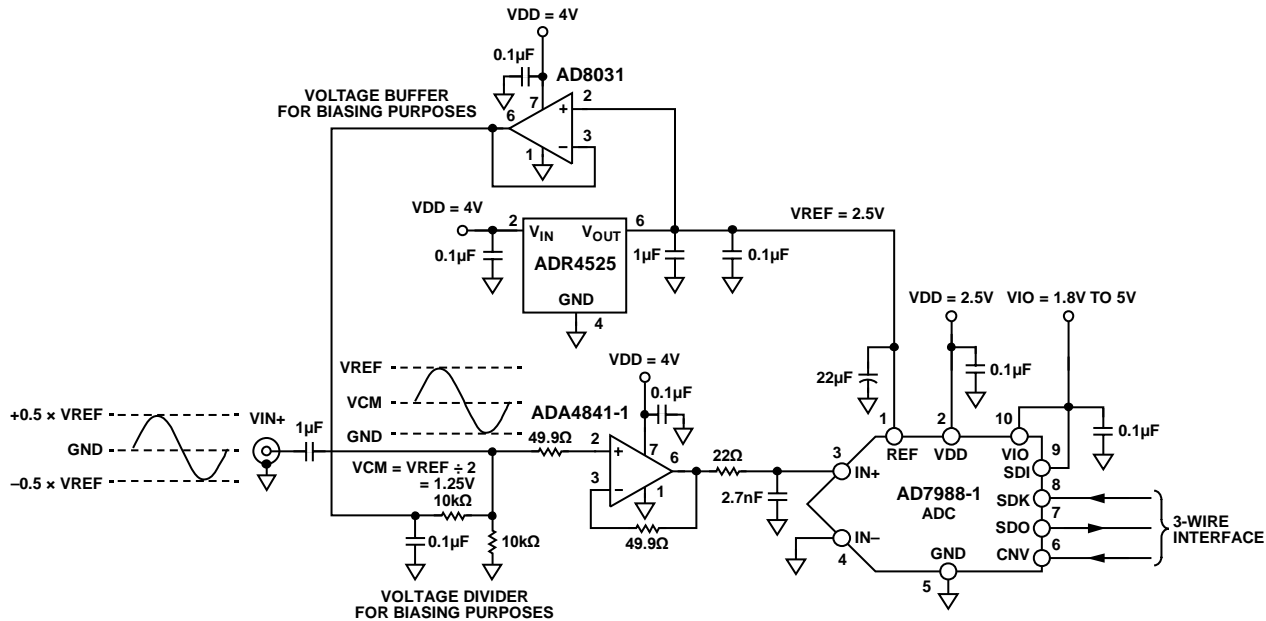 VDD = 4V
0.1µF
AD8031
VOLTAGE BUFFER
FOR BIASING PURPOSES
7
6
2
+
3
−
1
VDD = 4V
2
VIN
VOUT
6
VREF = 2.5V
0.1µF
ADR4525
1µF
0.1µF
GND
4
VDD = 2.5V
VIO = 1.8V TO 5V
VREF
VCM
GND
VDD = 4V
0.1µF
22µF
0.1µF
0.1µF
+0.5 × VREF
GND
−0.5 × VREF
VIN+
1µF
ADA4841-1
49.9Ω
2
+
7
6
3
−
1
22Ω
2.7nF
49.9Ω
VCM = VREF ÷ 2
= 1.25V
10kΩ
0.1µF
10kΩ
VOLTAGE DIVIDER
FOR BIASING PURPOSES
1
2
10
REF
VDD
VIO
3
IN+
9
SDI
AD7988-1
ADC
8
SDK
7
SDO
6
CNV
IN−
4
GND
5
3-WIRE
INTERFACE